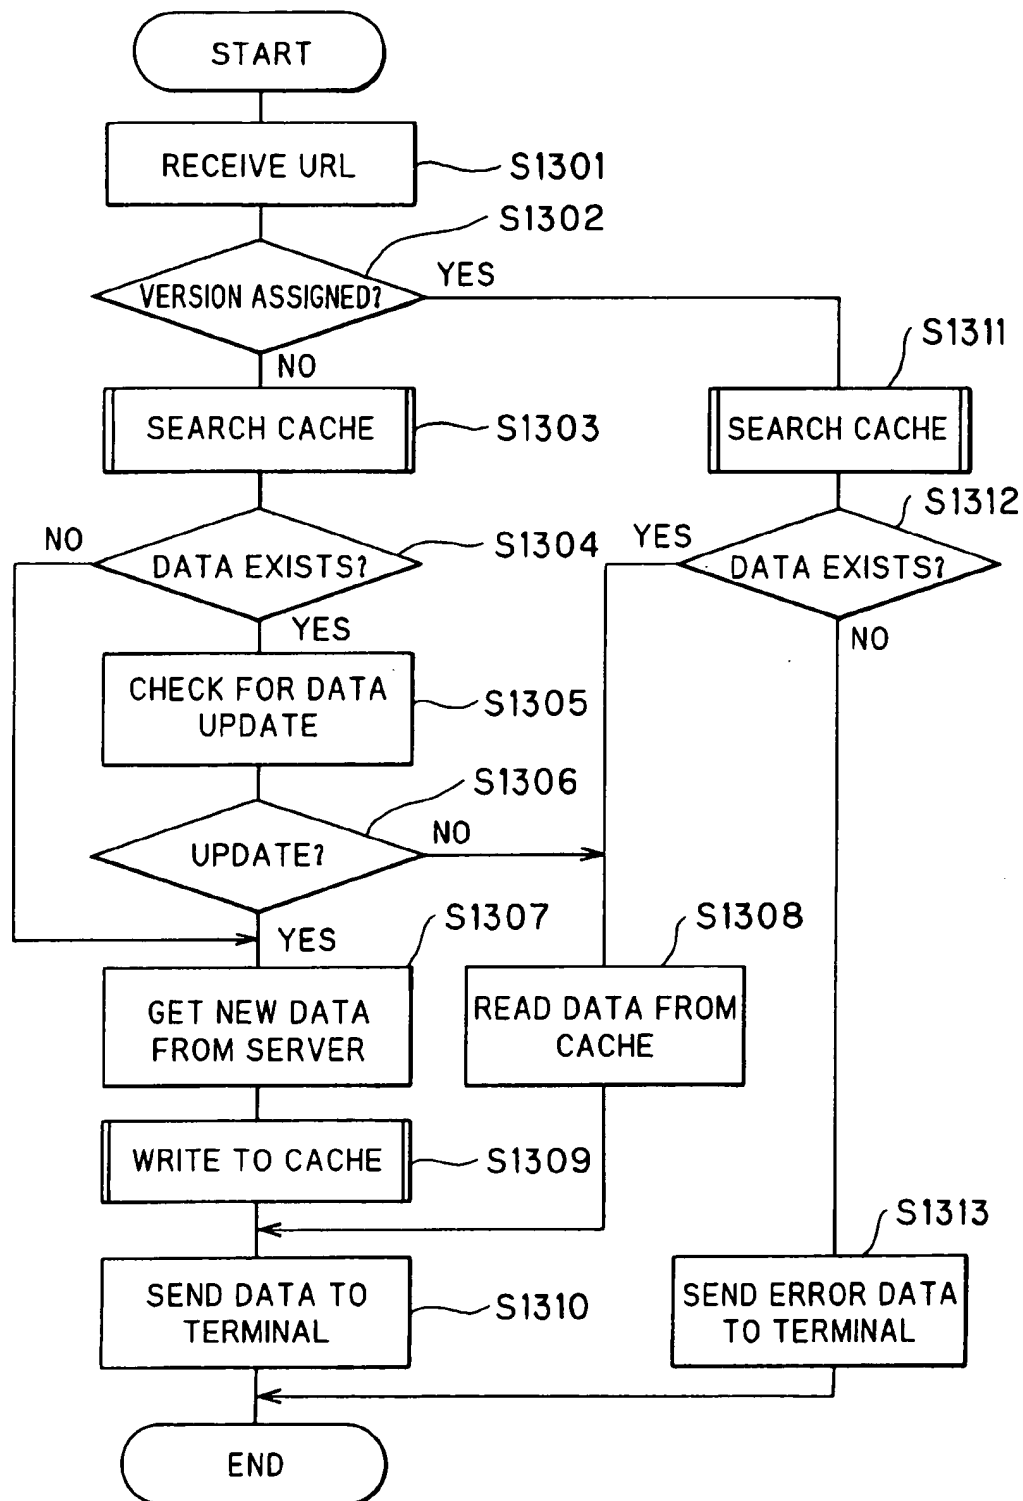 START
RECEIVE URL
S1301
S1302
VERSION ASSIGNED?
YES
NO
S1311
SEARCH CACHE
S1303
SEARCH CACHE
S1312
NO
DATA EXISTS?
S1304
YES
DATA EXISTS?
YES
NO
CHECK FOR DATA
UPDATE
S1305
S1306
UPDATE?
NO
YES
S1307
S1308
GET NEW DATA
FROM SERVER
READ DATA FROM
CACHE
WRITE TO CACHE
S1309
S1313
SEND DATA TO
TERMINAL
S1310
SEND ERROR DATA
TO TERMINAL
END